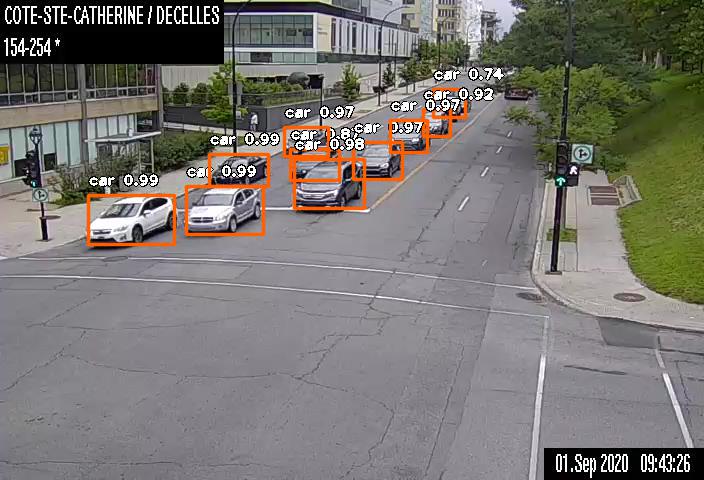 COTE-STE-CATHERINE / DECELLES
154-254 *
car 0.74
car 0.92
car 0.97
car 0.97
car 0.97
car 0.98
car 0.99
car 0.99
car 0.99
01.Sep 2020 09:43:26